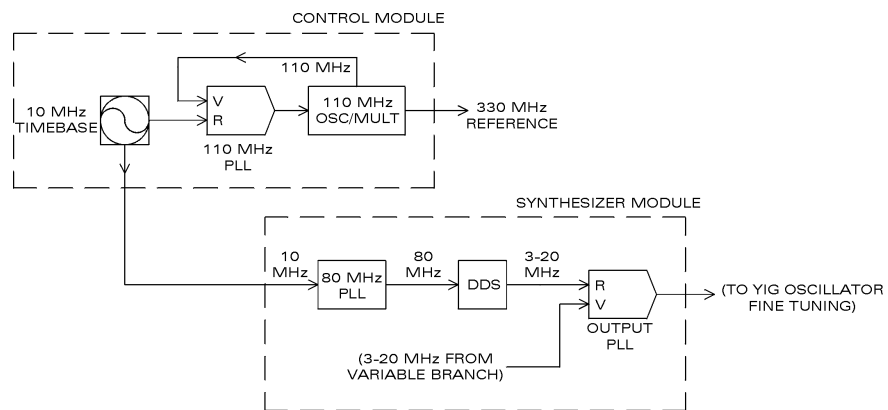 CONTROL MODULE
110 MHz
10 MHz
TIMEBASE
V
R
110 MHz
OSC/MULT
330 MHz
REFERENCE
110 MHz
PLL
SYNTHESIZER MODULE
10
MHz
80 MHz
PLL
80
MHz
DDS
3-20
MHz
R
V
OUTPUT
PLL
(TO YIG OSCILLATOR
FINE TUNING)
(3-20 MHz FROM
VARIABLE BRANCH)